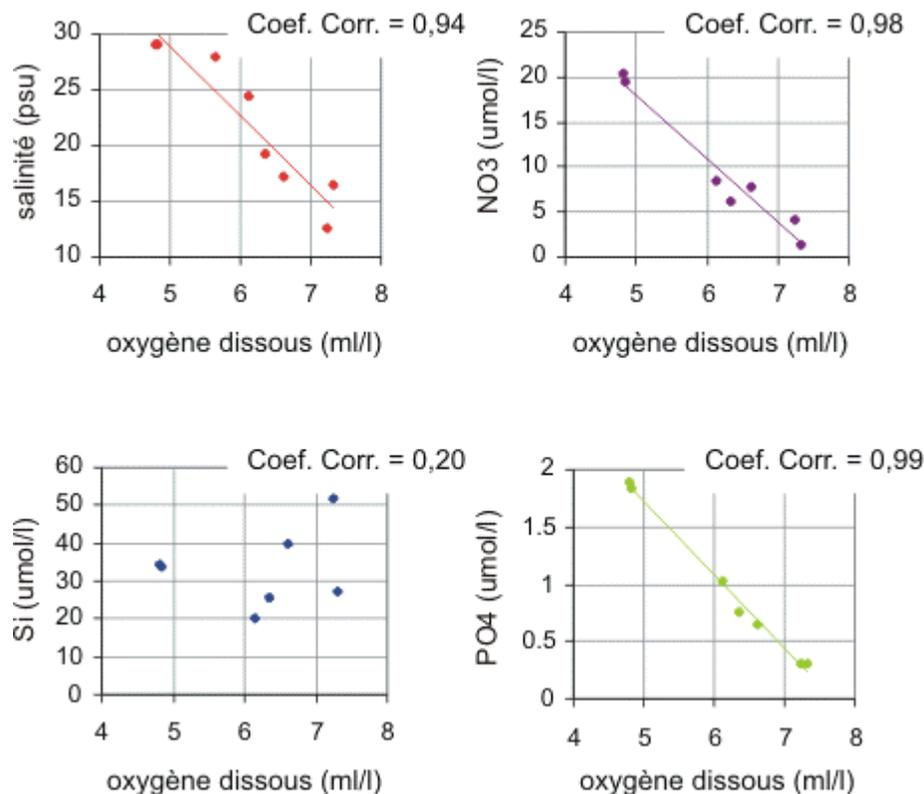 Coef. Corr. = 0,94
30
25
20
15
10
salinité (psu)
4 5 6 7 8
oxygène dissous (ml/l)
Coef. Corr. = 0,98
25
20
15
10
5
0
NO3 (umol/l)
4 5 6 7 8
oxygène dissous (ml/l)
Coef. Corr. = 0,20
60
50
40
30
20
10
0
Si (umol/l)
4 5 6 7 8
oxygène dissous (ml/l)
Coef. Corr. = 0,99
2
1.5
1
0.5
0
PO4 (umol/l)
4 5 6 7 8
oxygène dissous (ml/l)